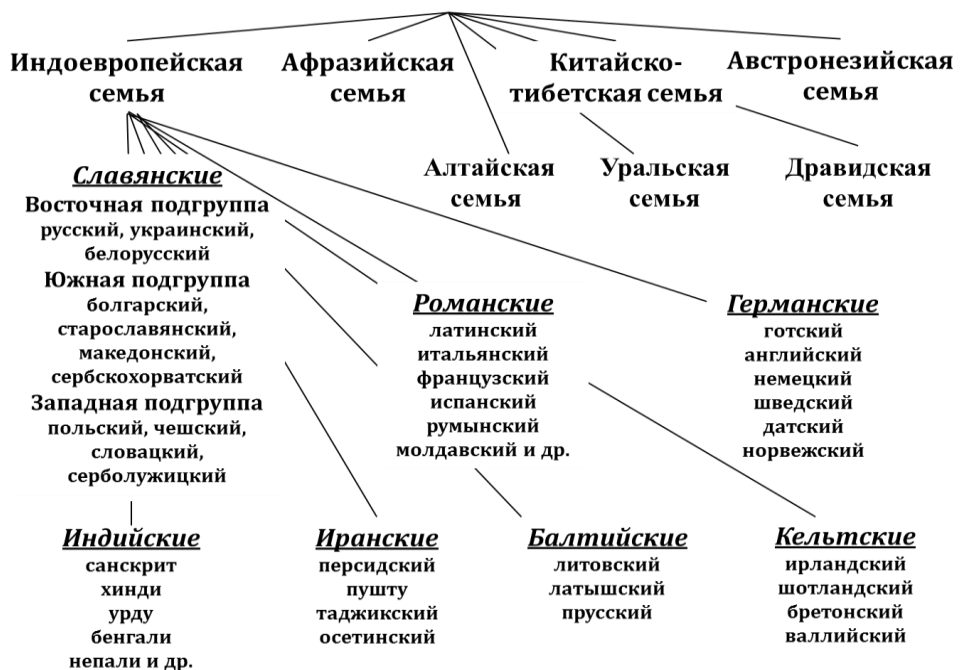 Индоевропейская
семья
Афразийская
семья
Китайско-
тибетская семья
Австронезийская
семья
Алтайская
семья
Уральская
семья
Дравидская
семья
Славянские
Восточная подгруппа
русский, украинский,
белорусский
Южная подгруппа
болгарский,
старославянский,
македонский,
сербскохорватский
Западная подгруппа
польский, чешский,
словацкий,
серболужицкий
Романские
латинский
итальянский
французский
испанский
румынский
молдавский и др.
Германские
готский
английский
немецкий
шведский
датский
норвежский
Индийские
санскрит
хинди
урду
бенгали
непали и др.
Иранские
персидский
пушту
таджикский
осетинский
Балтийские
литовский
латышский
прусский
Кельтские
ирландский
шотландский
бретонский
валлийский